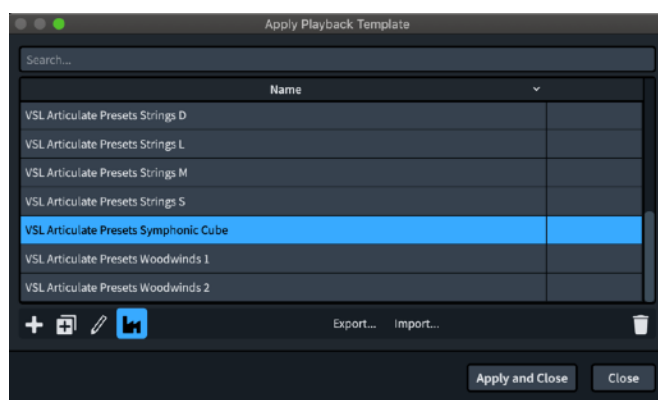 Apply Playback Template
Search...
Name
VSL Articulate Presets Strings D
VSL Articulate Presets Strings L
VSL Articulate Presets Strings M
VSL Articulate Presets Strings S
VSL Articulate Presets Symphonic Cube
VSL Articulate Presets Woodwinds 1
VSL Articulate Presets Woodwinds 2
Export... Import...
Apply and Close Close